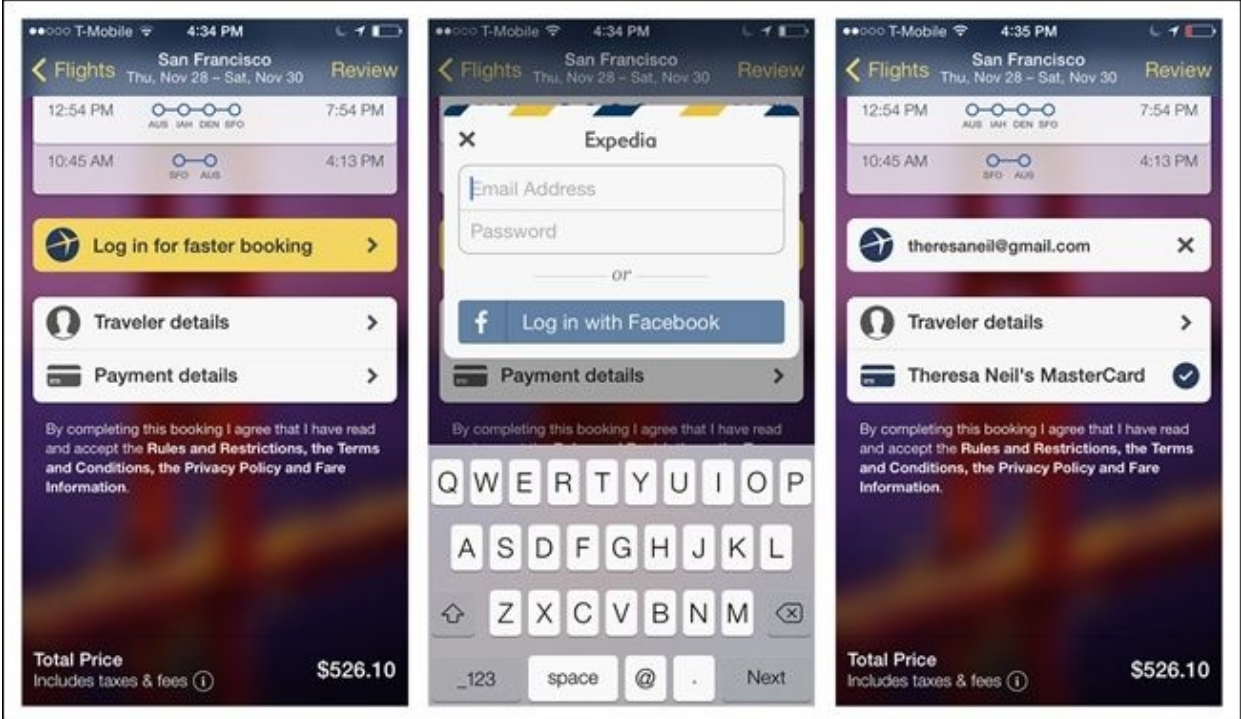 T-Mobile 4:34 PM
Flights San Francisco Review
Thu, Nov 28 – Sat, Nov 30
12:54 PM 7:54 PM
AUS IAH DEN SFO
10:45 AM 4:13 PM
SFO AUS
Log in for faster booking
Traveler details
Payment details
By completing this booking I agree that I have read
and accept the Rules and Restrictions, the Terms
and Conditions, the Privacy Policy and Fare
Information.
Total Price
Includes taxes & fees $526.10
T-Mobile 4:34 PM
Flights San Francisco Review
Thu, Nov 28 – Sat, Nov 30
Expedia
Email Address
Password
or
f Log in with Facebook
Payment details
By completing this booking I agree that I have read
Q W E R T Y U I O P
A S D F G H J K L
Z X C V B N M
_123 space @ . Next
T-Mobile 4:35 PM
Flights San Francisco Review
Thu, Nov 28 – Sat, Nov 30
12:54 PM 7:54 PM
AUS IAH DEN SFO
10:45 AM 4:13 PM
SFO AUS
theresaneil@gmail.com
Traveler details
Theresa Neil's MasterCard
By completing this booking I agree that I have read
and accept the Rules and Restrictions, the Terms
and Conditions, the Privacy Policy and Fare
Information.
Total Price
Includes taxes & fees $526.10